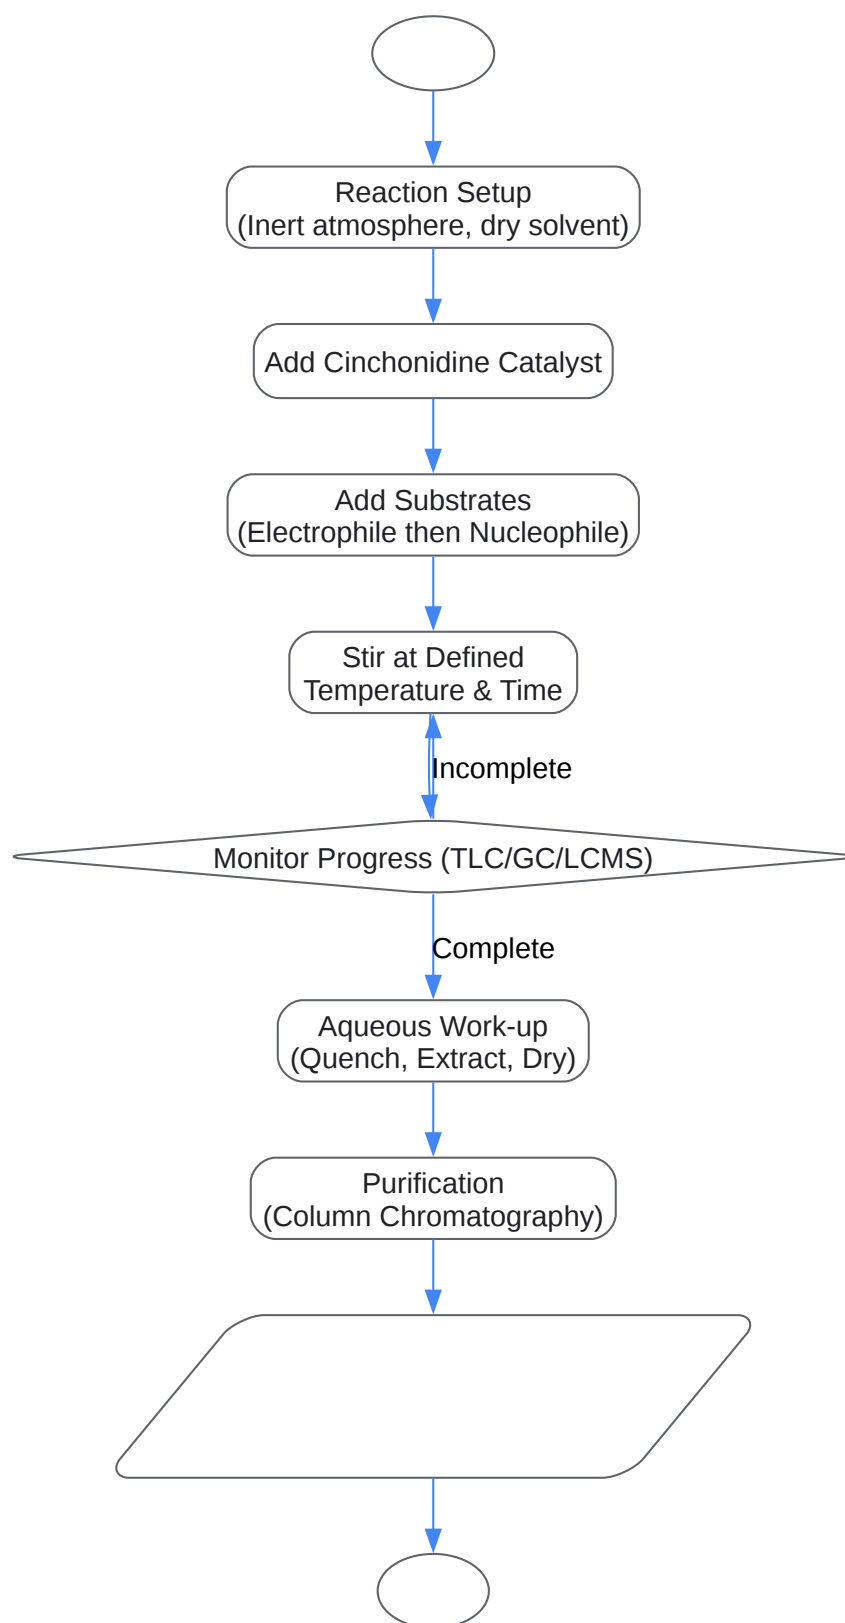 Reaction Setup
(Inert atmosphere, dry solvent)
Add Cinchonidine Catalyst
Add Substrates
(Electrophile then Nucleophile)
Stir at Defined
Temperature & Time
Incomplete
Monitor Progress (TLC/GC/LCMS)
Complete
Aqueous Work-up
(Quench, Extract, Dry)
Purification
(Column Chromatography)